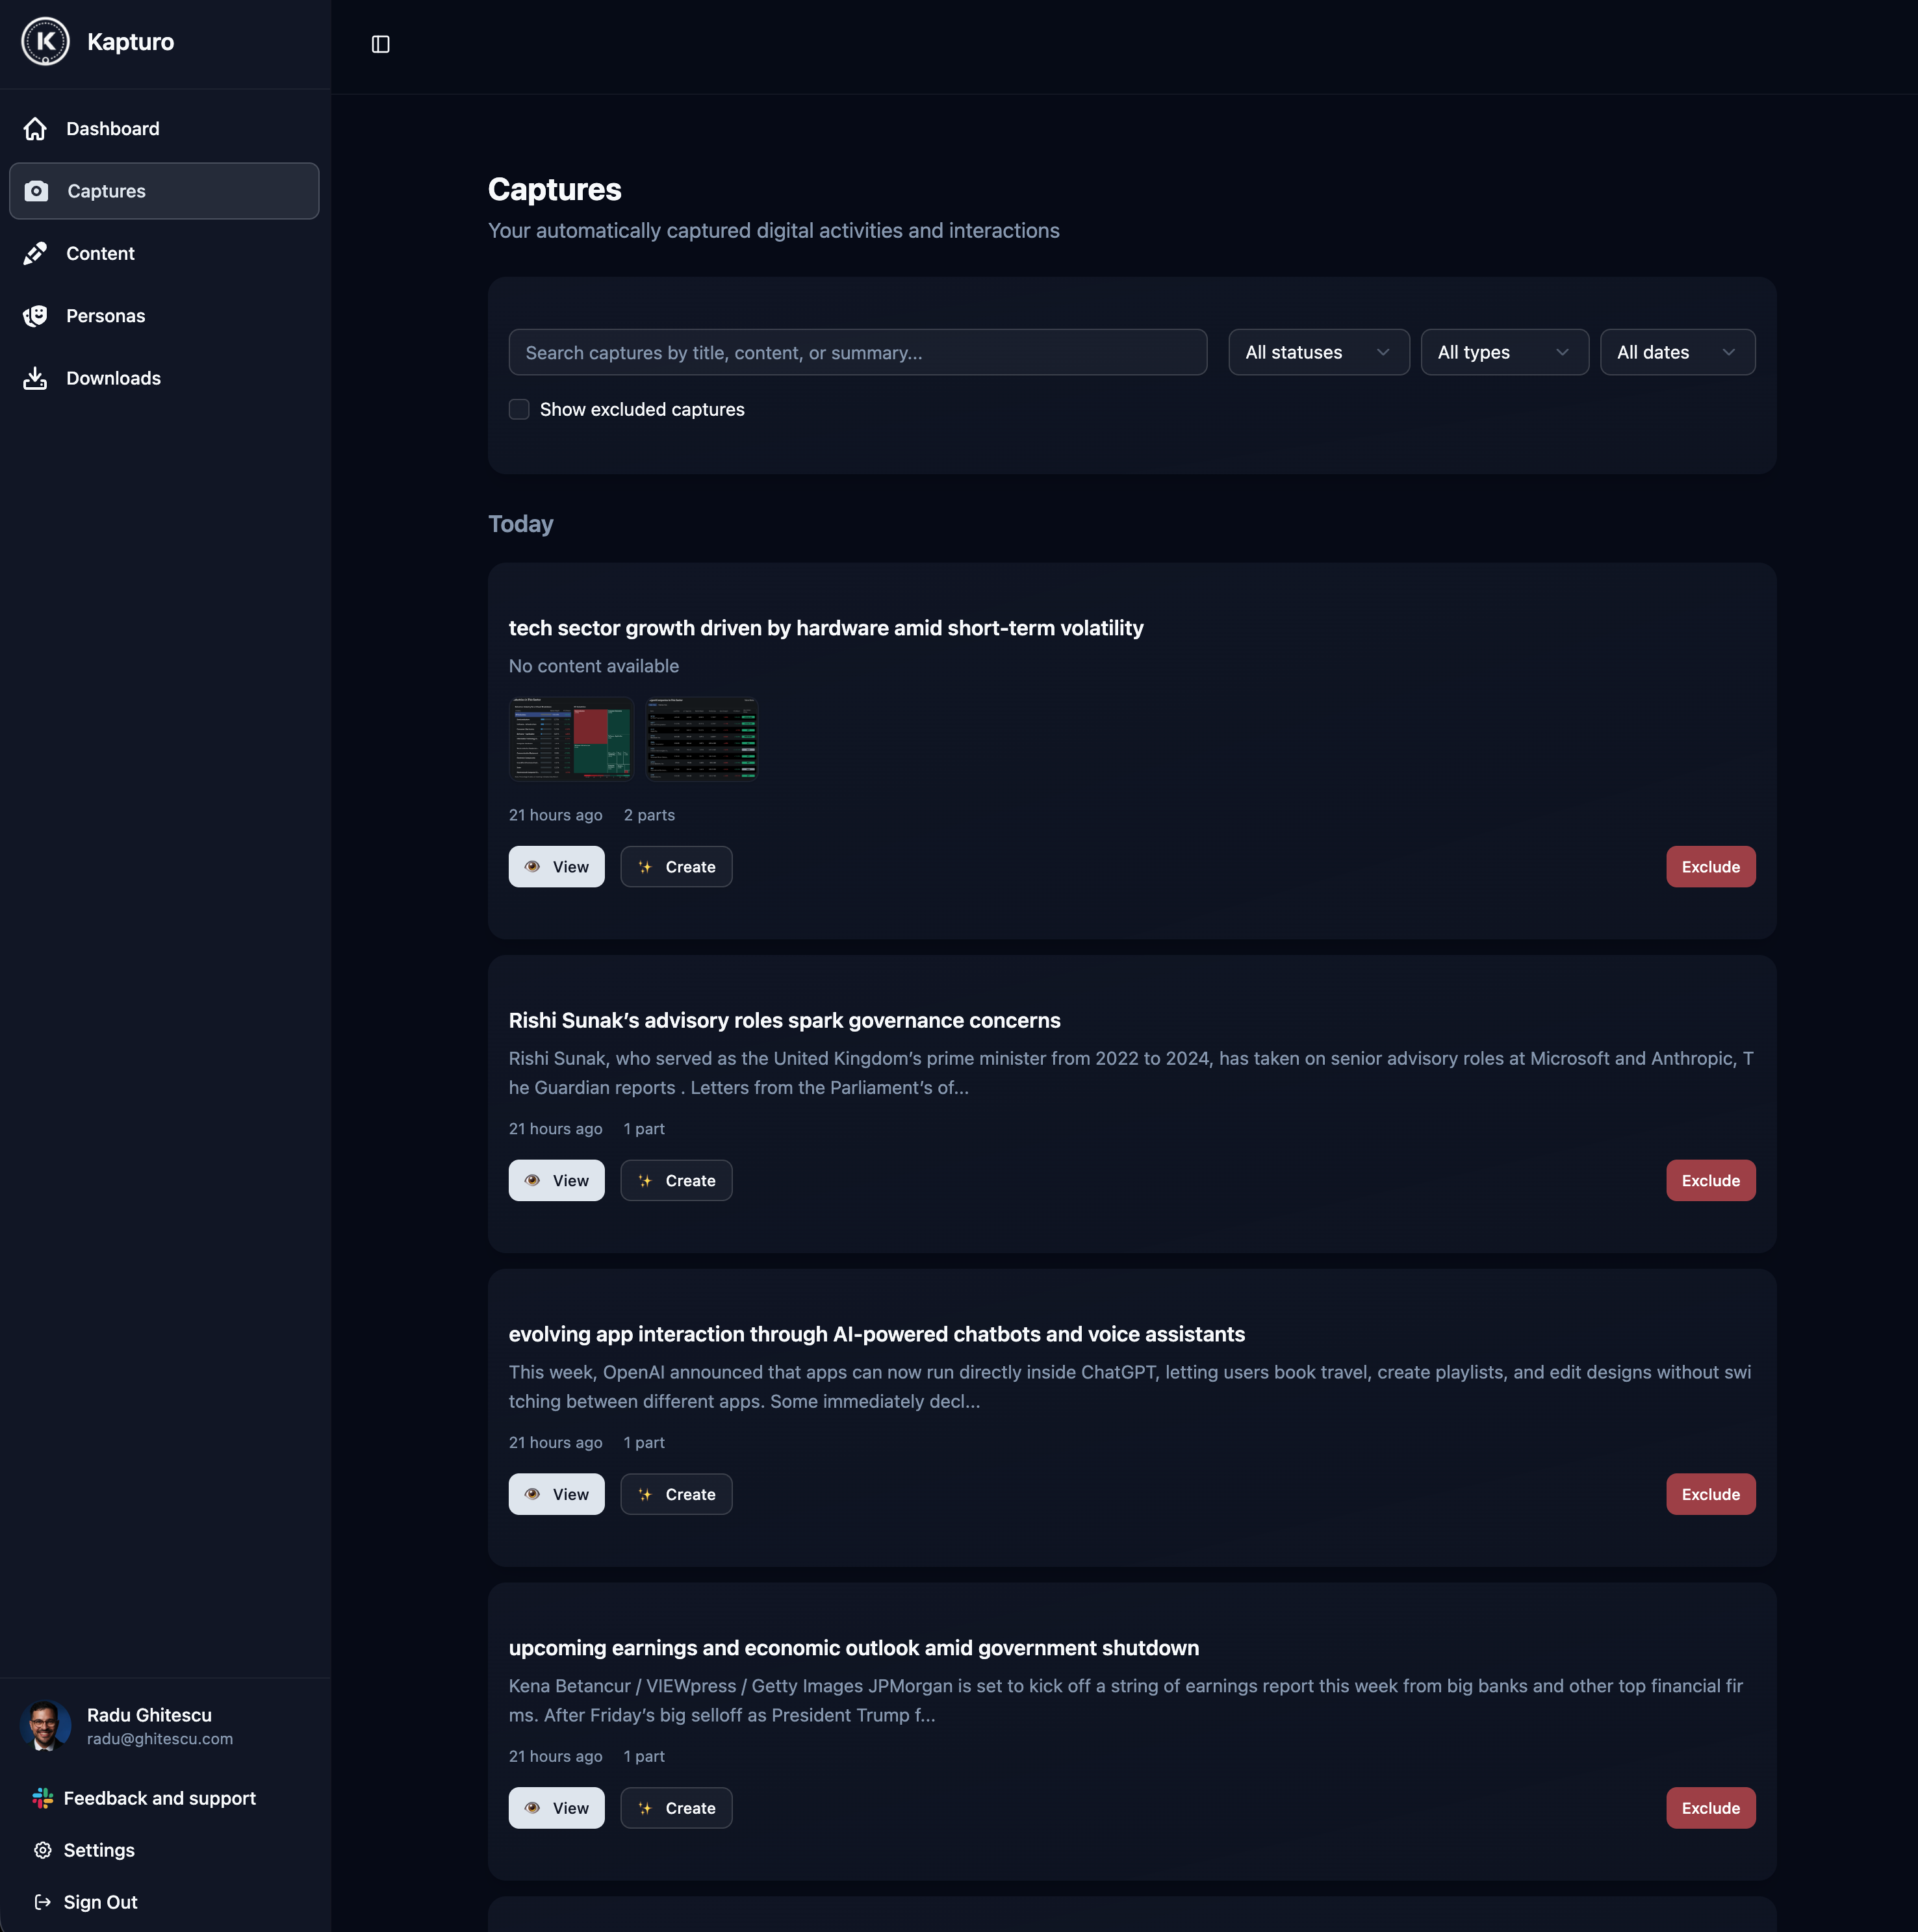 Kapturo
Dashboard
Captures
Content
Personas
Downloads
Captures
Your automatically captured digital activities and interactions
Search captures by title, content, or summary...
All statuses
All types
All dates
Show excluded captures
Today
tech sector growth driven by hardware amid short-term volatility
No content available
21 hours ago 2 parts
View Create Exclude
Rishi Sunak’s advisory roles spark governance concerns
Rishi Sunak, who served as the United Kingdom’s prime minister from 2022 to 2024, has taken on senior advisory roles at Microsoft and Anthropic, T
he Guardian reports . Letters from the Parliament’s of...
21 hours ago 1 part
View Create Exclude
evolving app interaction through AI-powered chatbots and voice assistants
This week, OpenAI announced that apps can now run directly inside ChatGPT, letting users book travel, create playlists, and edit designs without swi
tching between different apps. Some immediately decl...
21 hours ago 1 part
View Create Exclude
upcoming earnings and economic outlook amid government shutdown
Kena Betancur / VIEWpress / Getty Images JPMorgan is set to kick off a string of earnings report this week from big banks and other top financial fir
ms. After Friday’s big selloff as President Trump f...
21 hours ago 1 part
View Create Exclude
Radu Ghitescu
radu@ghitescu.com
Feedback and support
Settings
Sign Out